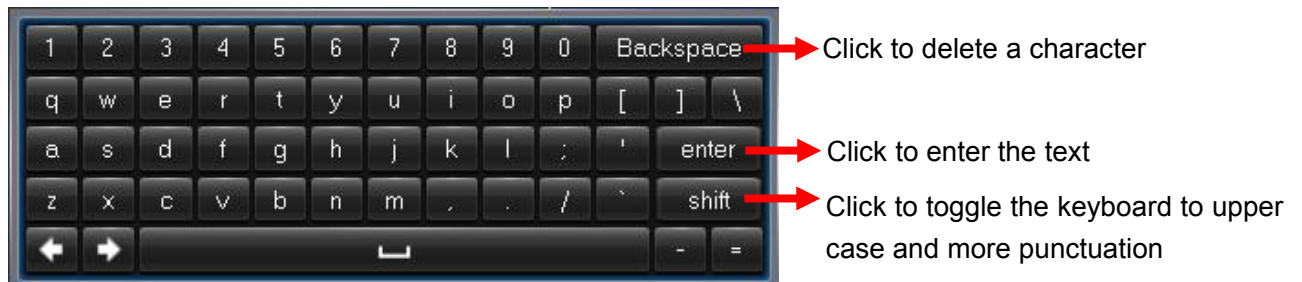 1 2 3 4 5 6 7 8 9 0 Backspace Click to delete a character
q w e r t y u i o p [ ] \
a s d f g h j k l ; ' enter Click to enter the text
z x c v b n m , . / ` shift Click to toggle the keyboard to upper
case and more punctuation
- =